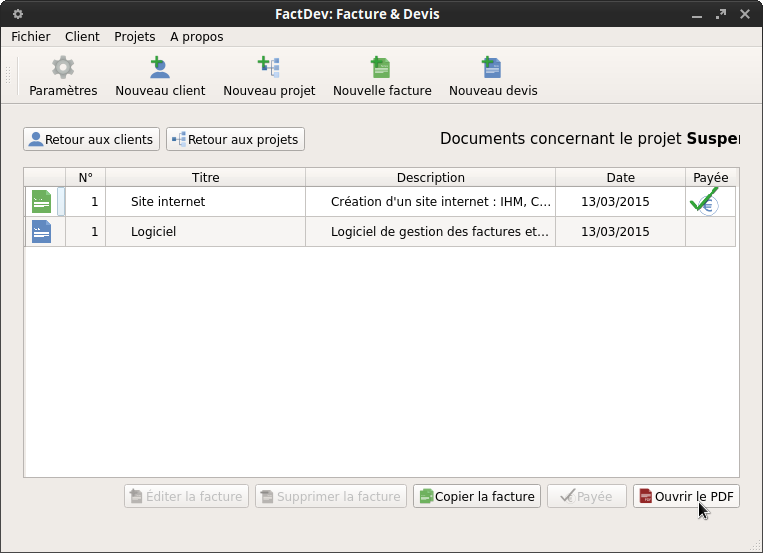 FactDev: Facture & Devis
Fichier Client Projets A propos
Paramètres Nouveau client Nouveau projet Nouvelle facture Nouveau devis
Retour aux clients Retour aux projets Documents concernant le projet Susper
N° Titre Description Date Payée
1 Site internet Création d'un site internet : IHM, C... 13/03/2015
1 Logiciel Logiciel de gestion des factures et... 13/03/2015
Éditer la facture Supprimer la facture Copier la facture Payée Ouvrir le PDF